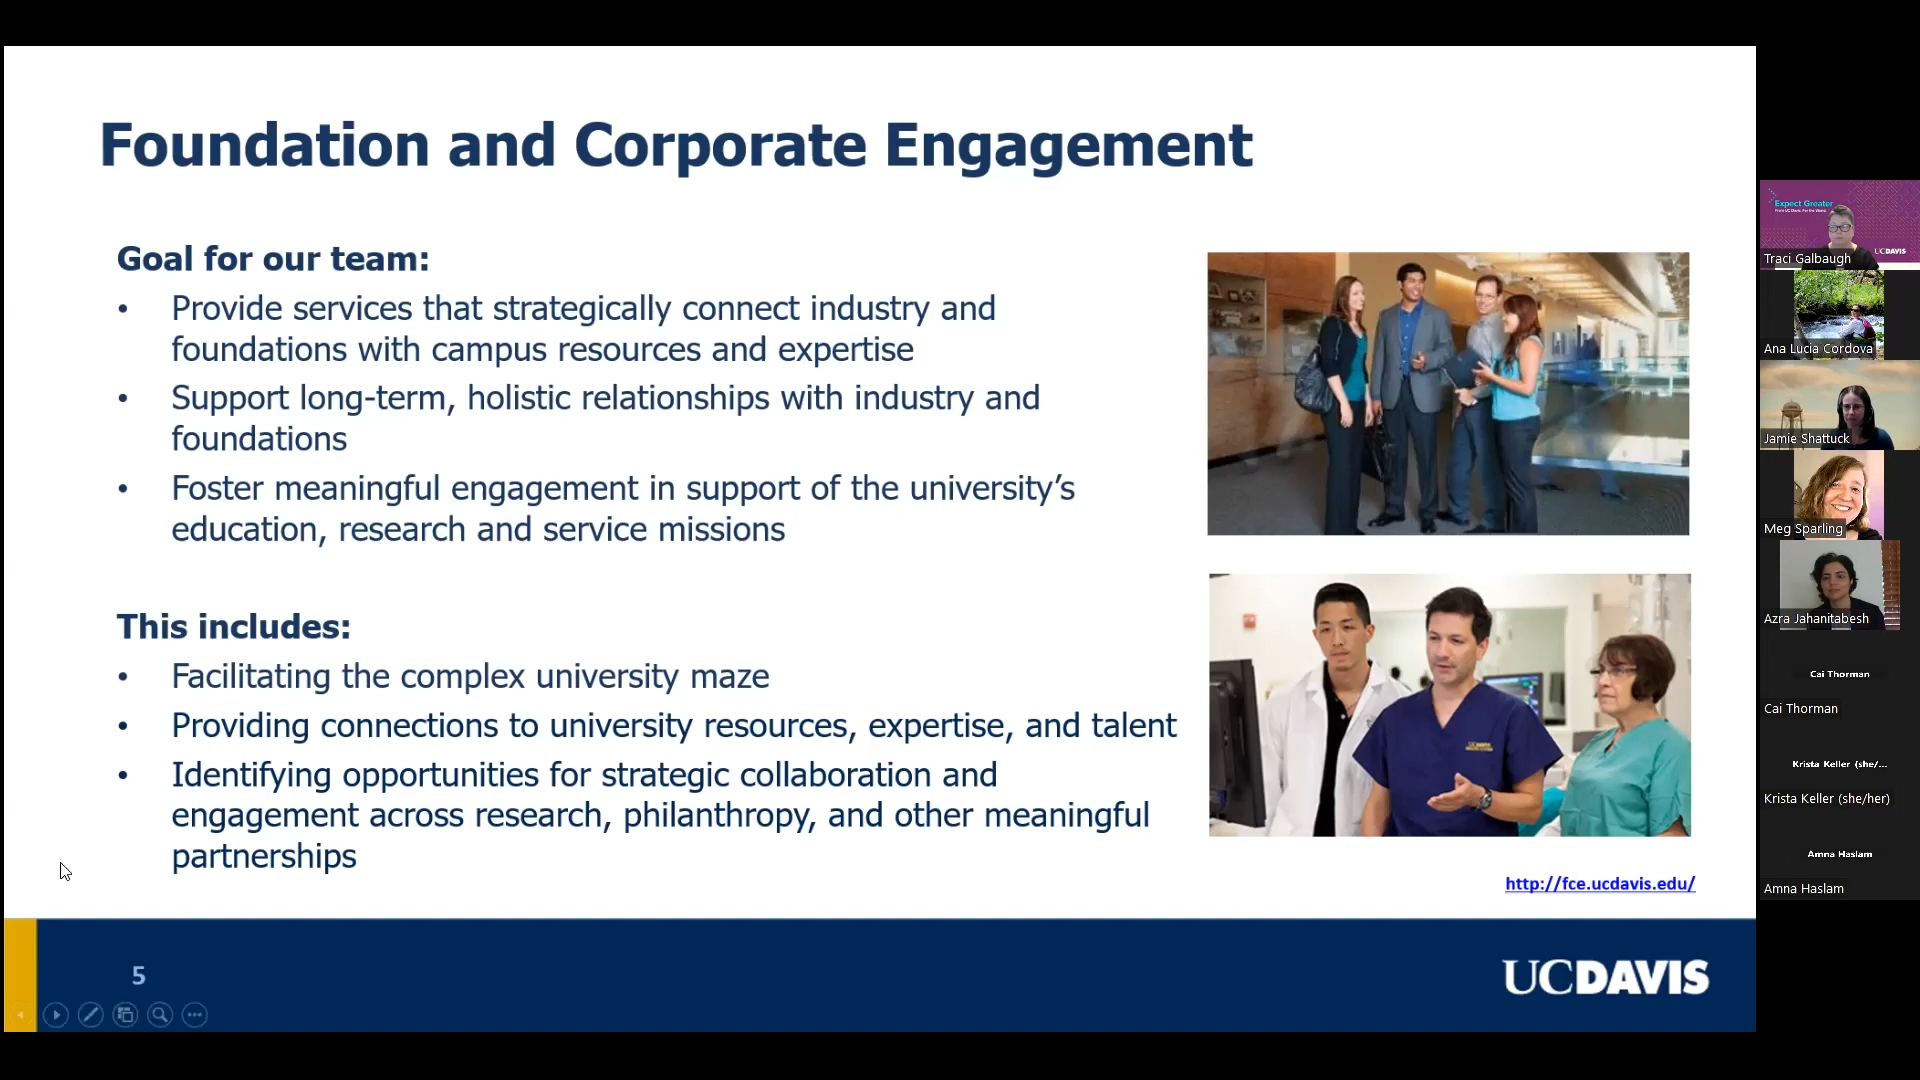 Foundation and Corporate Engagement
Goal for our team:
• Provide services that strategically connect industry and
foundations with campus resources and expertise
• Support long-term, holistic relationships with industry and
foundations
• Foster meaningful engagement in support of the university’s
education, research and service missions
This includes:
• Facilitating the complex university maze
• Providing connections to university resources, expertise, and talent
• Identifying opportunities for strategic collaboration and
engagement across research, philanthropy, and other meaningful
partnerships
http://fce.ucdavis.edu/
5
UCDAVIS
Expect Greater
UCDAVIS
Traci Galbaugh
Ana Lucia Cordova
Jamie Shattuck
Meg Sparling
Azra Jahanitabesh
Cai Thorman
Cai Thorman
Krista Keller (she/...
Krista Keller (she/her)
Amna Haslam
Amna Haslam